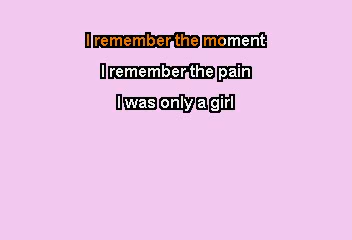 I remember the moment
I remember the pain
I was only a girl